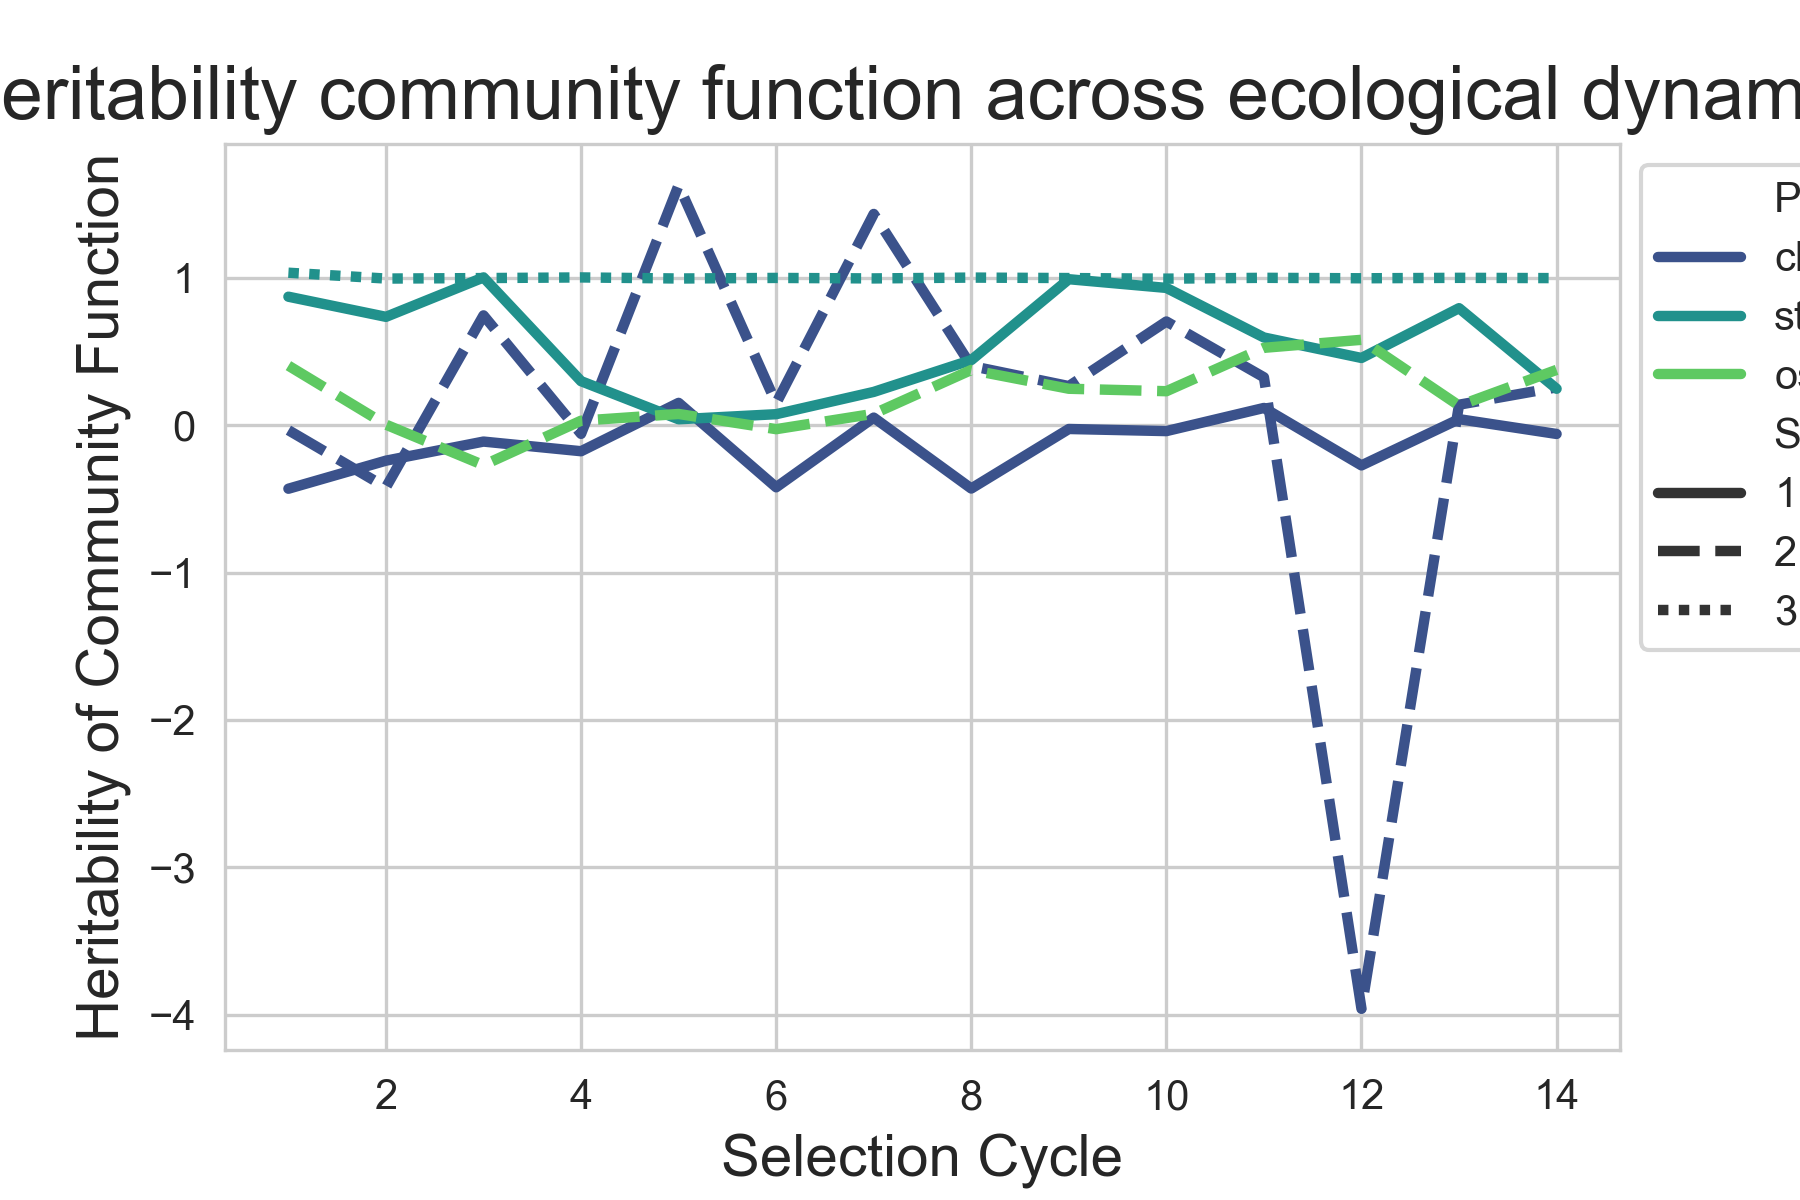 eritability community function across ecological dynam
Heritability of Community Function
1
0
−1
−2
−3
−4
2 4 6 8 10 12 14
Selection Cycle
P
cl
st
os
S
1
2
3